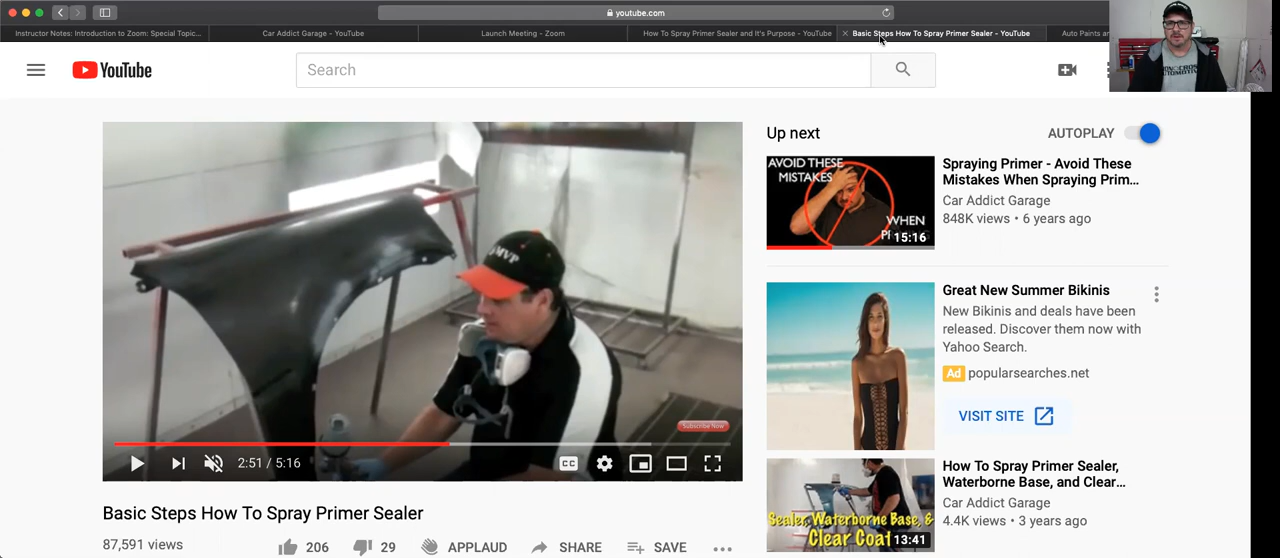 youtube.com
Instructor Notes: Introduction to Zoom: Special Topic...
Car Addict Garage - YouTube
Launch Meeting - Zoom
How To Spray Primer Sealer and It's Purpose - YouTube
Basic Steps How To Spray Primer Sealer - YouTube
Auto Paints an
YouTube
Search
MVP
Subscribe Now
2:51 / 5:16
CC
Basic Steps How To Spray Primer Sealer
87,591 views
206
29
APPLAUD
SHARE
SAVE
Up next
AUTOPLAY
AVOID THESE
MISTAKES
WHEN
15:16
Spraying Primer - Avoid These
Mistakes When Spraying Prim...
Car Addict Garage
848K views • 6 years ago
Great New Summer Bikinis
New Bikinis and deals have been
released. Discover them now with
Yahoo Search.
Ad popularsearches.net
VISIT SITE
Sealer, Waterborne Base, &
Clear Coat
13:41
How To Spray Primer Sealer,
Waterborne Base, and Clear...
Car Addict Garage
4.4K views • 3 years ago